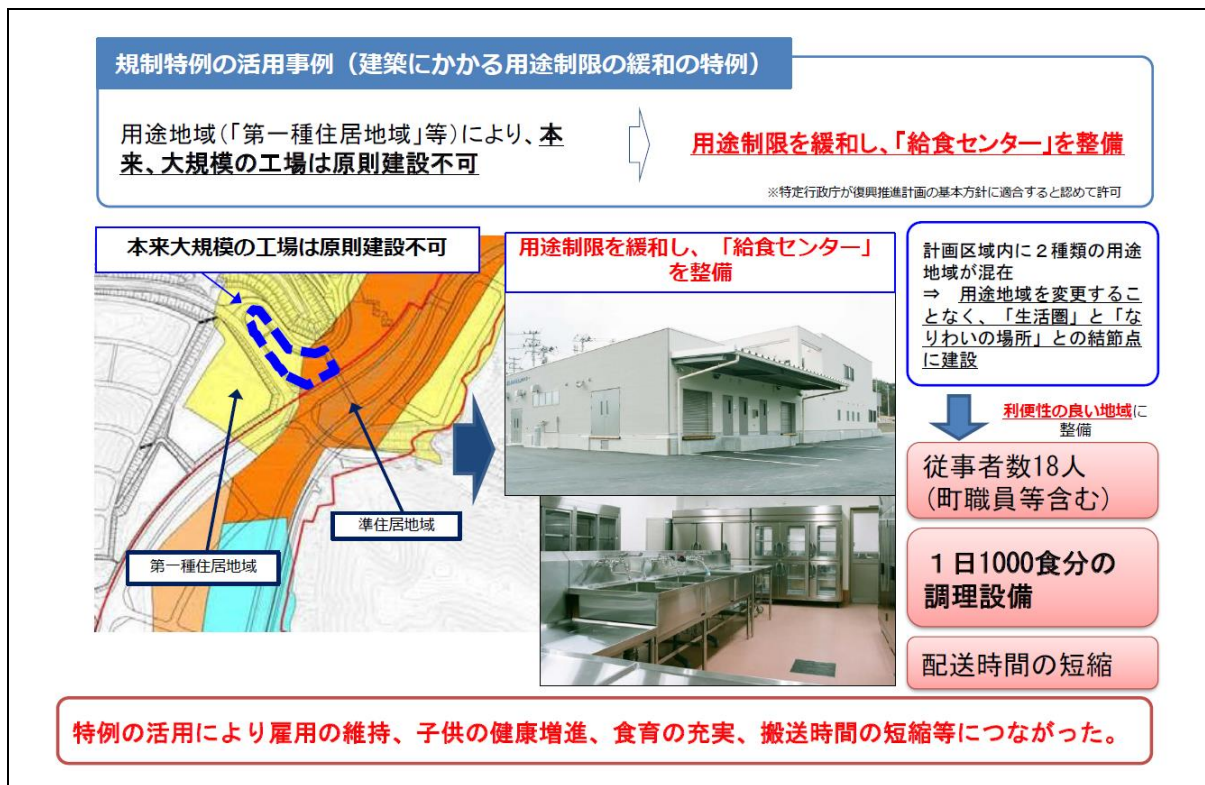 規制特例の活用事例(建築にかかる用途制限の緩和の特例)
用途地域(「第一種住居地域」等)により、本
来、大規模の工場は原則建設不可
用途制限を緩和し、「給食センター」を整備
※特定行政庁が復興推進計画の基本方針に適合すると認めて許可
本来大規模の工場は原則建設不可
第一種住居地域
準住居地域
用途制限を緩和し、「給食センター」
を整備
計画区域内に2種類の用途
地域が混在
⇒ 用途地域を変更するこ
となく、「生活圏」と「な
りわいの場所」との結節点
に建設
利便性の良い地域に
整備
従事者数18人
(町職員等含む)
1日1000食分の
調理設備
配送時間の短縮
特例の活用により雇用の維持、子供の健康増進、食育の充実、搬送時間の短縮等につながった。